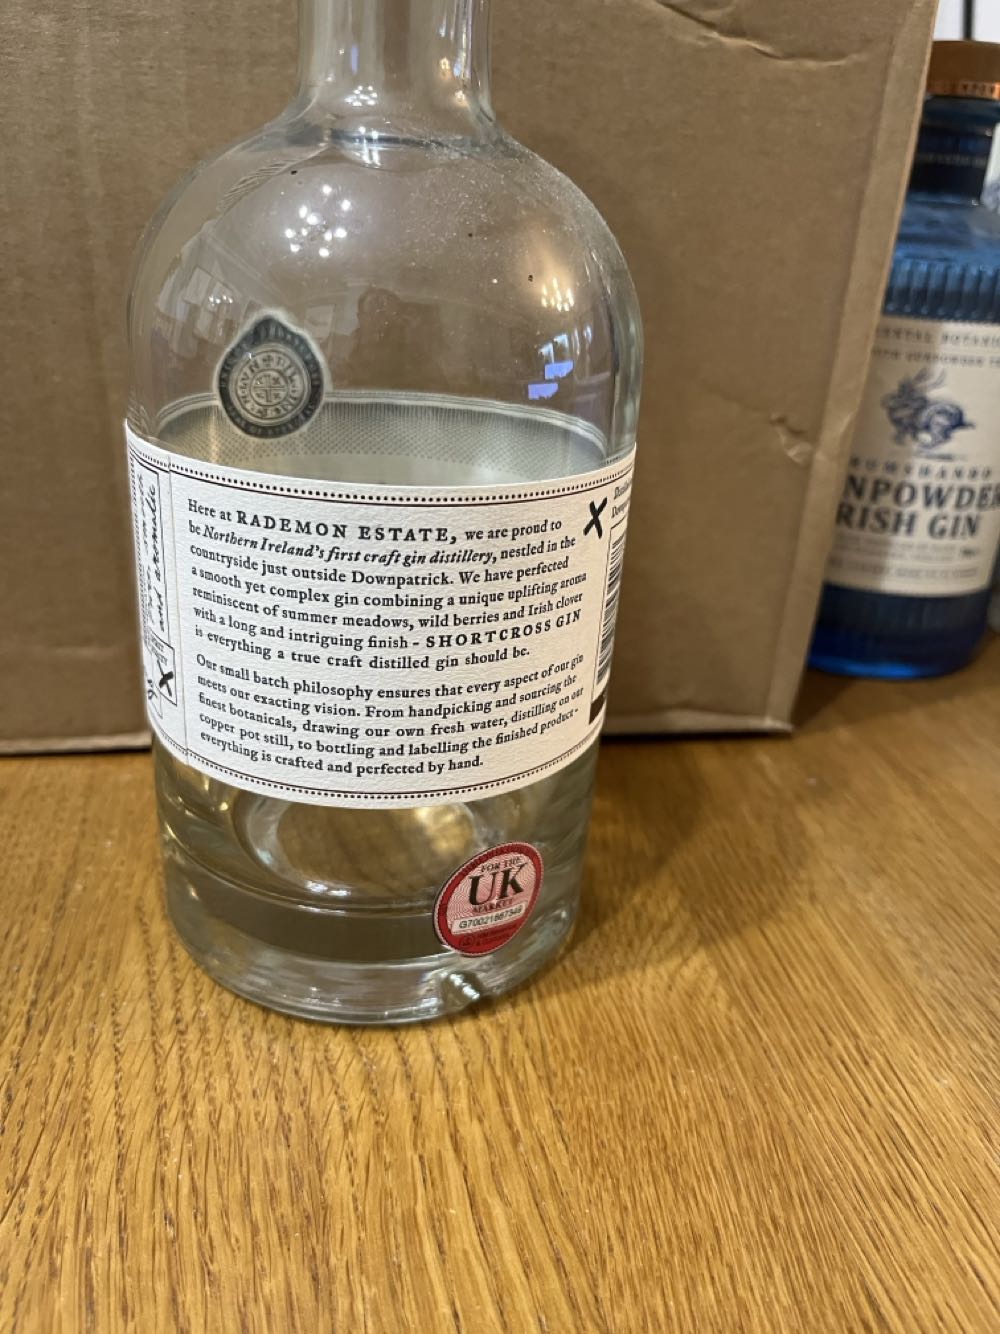 Here at RADEMON ESTATE, we are proud to
be Northern Ireland's first craft gin distillery, nestled in the
countryside just outside Downpatrick. We have perfected
a smooth yet complex gin combining a unique uplifting aroma
reminiscent of summer meadows, wild berries and Irish clover
with a long and intriguing finish - SHORTCROSS GIN
is everything a true craft distilled gin should be.
Our small batch philosophy ensures that every aspect of our gin
meets our exacting vision. From handpicking and sourcing the
finest botanicals, drawing our own fresh water, distilling on our
copper pot still, to bottling and labelling the finished product -
everything is crafted and perfected by hand.
and aromatic
X
X
FOR THE
UK
MARKET
G70021667349
NPOWDER
RISH GIN